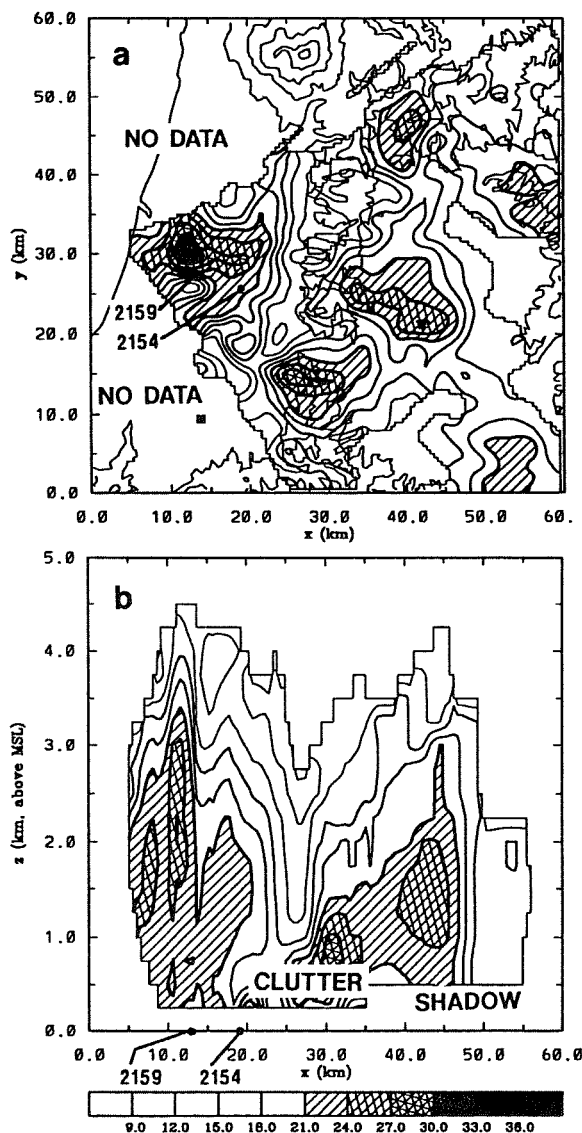 60.0
a
50.0
NO DATA
40.0
y (km)
30.0
20.0
2159
2154
NO DATA
10.0
0.0
0.0 10.0 20.0 30.0 40.0 50.0 60.
x (km)
5.0
b
4.0
z (km, above MSL)
3.0
2.0
1.0
CLUTTER
SHADOW
0.0
0.0 10.0 20.0 30.0 40.0 50.0 60.0
x (km)
2159 2154
9.0 12.0 15.0 18.0 21.0 24.0 27.0 30.0 33.0 36.0